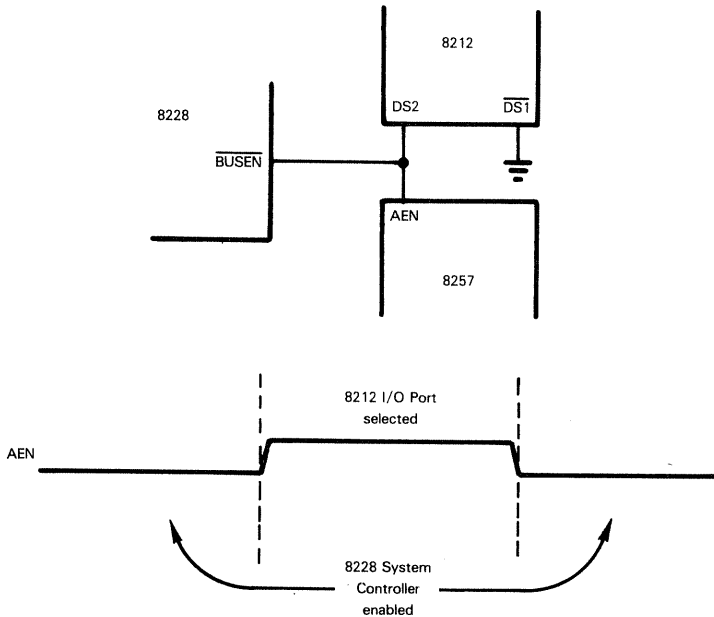 8212
8228
DS2
DS1
BUSEN
AEN
8257
8212 I/O Port
selected
AEN
8228 System
Controller
enabled